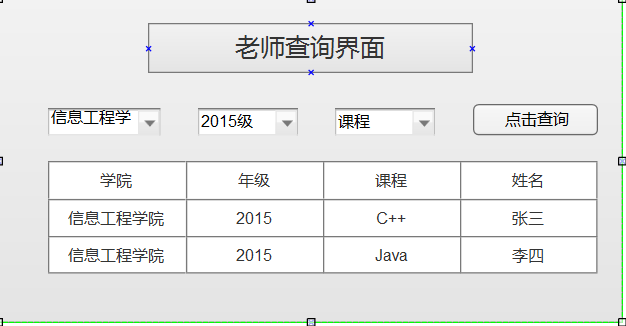 老师查询界面
信息工程学 2015级 课程 点击查询
学院 年级 课程 姓名
信息工程学院 2015 C++ 张三
信息工程学院 2015 Java 李四